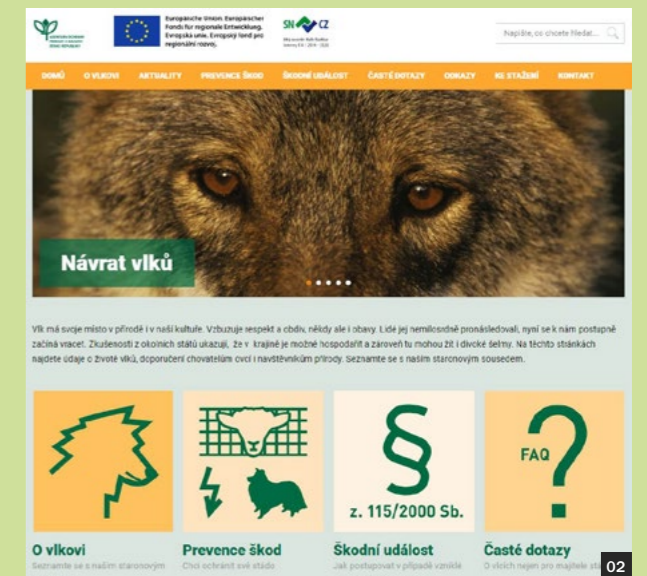 Europäische Union. Europäischer
Fonds für regionale Entwicklung.
Evropská unie. Evropský fond pro
regionální rozvoj.
SN CZ
Napište, co chcete hledat...
DOMŮ O VLKOVI AKTUALITY PREVENCE ŠKOD ŠKODNÍ UDÁLOST ČASTÉ DOTAZY ODKAZY KE STAŽENÍ KONTAKT
Návrat vlků
Vlk má svoje místo v přírodě i v naší kultuře. Vzbuzuje respekt a obdiv, někdy ale i obavy. Lidé jej nemilosrdně pronásledovali, nyní se k nám postupně
začíná vracet. Zkušenosti z okolních států ukazují, že v krajině je možné hospodařit a zároveň tu mohou žít i divoké šelmy. Na těchto stránkách
najdete údaje o životě vlků, doporučení chovatelům ovcí i návštěvníkům přírody. Seznamte se s naším staronovým sousedem.
FAQ
z. 115/2000 Sb.
O vlkovi Prevence škod Škodní událost Časté dotazy
Seznamte se s naším staronovým Chci ochránit své stádo Jak postupovat v případě vzniklé O vlcích nejen pro majitele
02